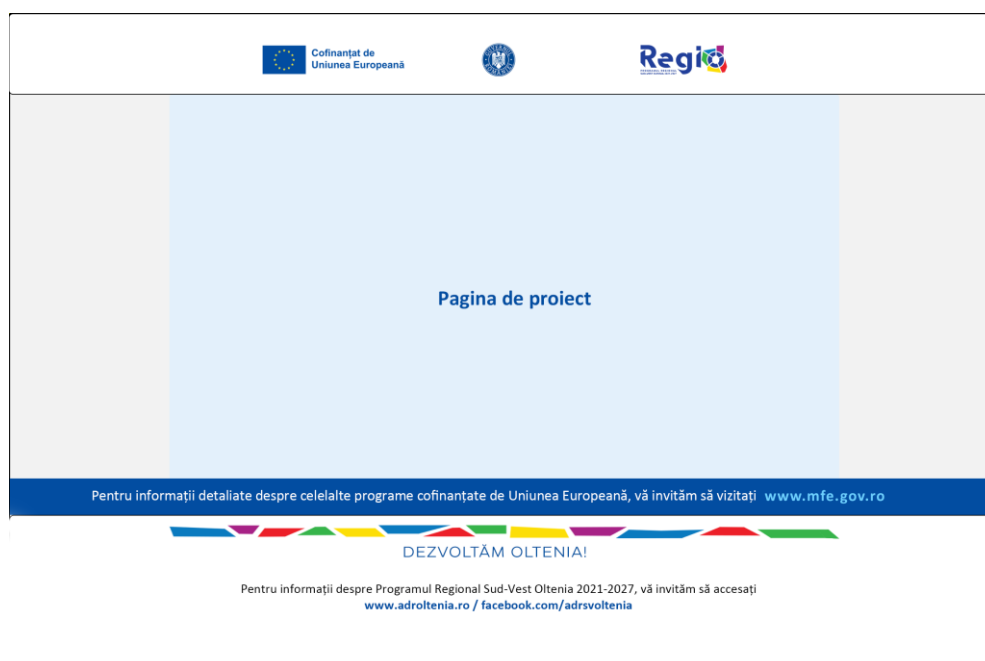 Cofinanțat de
Uniunea Europeană
Regio
Pagina de proiect
Pentru informații detaliate despre celelalte programe cofinanțate de Uniunea Europeană, vă invităm să vizitați www.mfe.gov.ro
DEZVOLTĂM OLTENIA!
Pentru informații despre Programul Regional Sud-Vest Oltenia 2021-2027, vă invităm să accesați
www.adroltenia.ro / facebook.com/adrsvoltenia